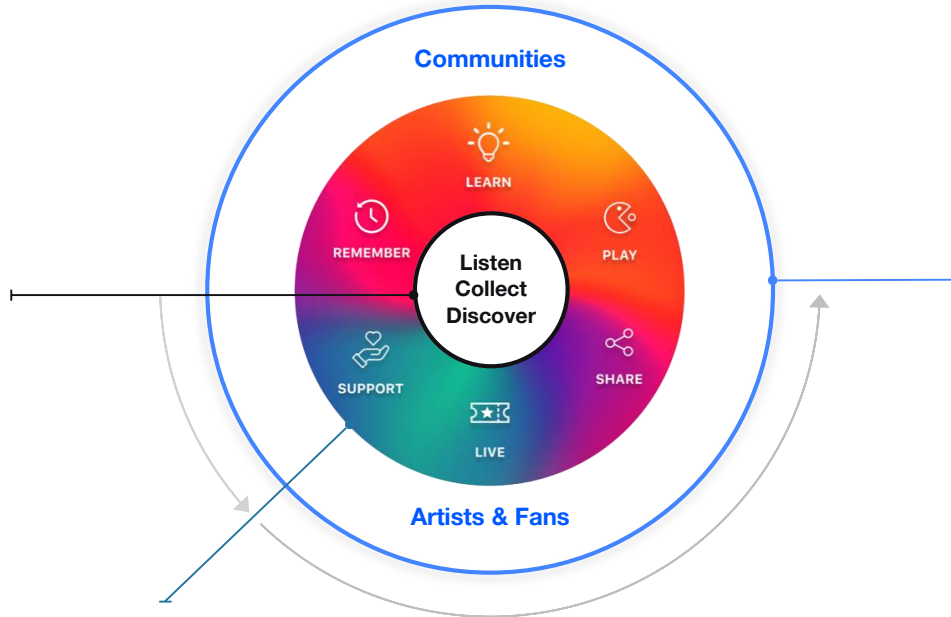 Communities
LEARN
REMEMBER
PLAY
Listen
Collect
Discover
SUPPORT
SHARE
LIVE
Artists & Fans